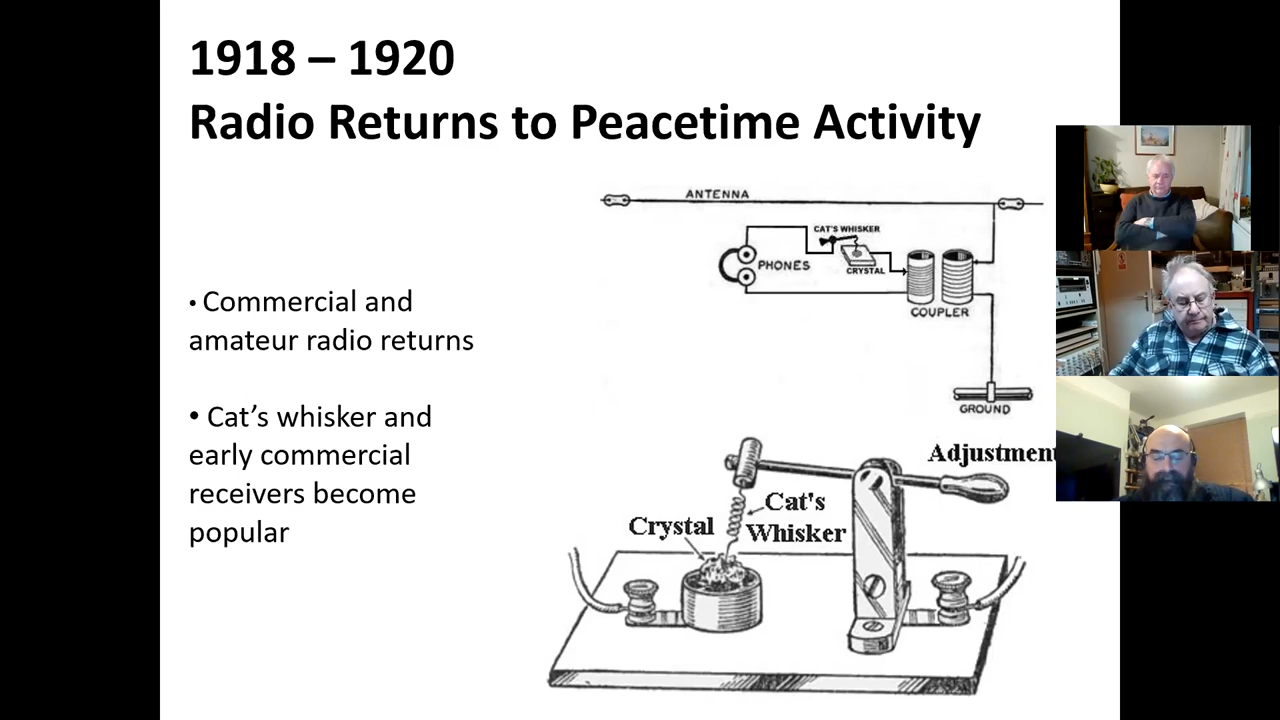 1918 – 1920
Radio Returns to Peacetime Activity
• Commercial and
amateur radio returns
• Cat’s whisker and
early commercial
receivers become
popular
ANTENNA
CAT'S WHISKER
PHONES
CRYSTAL
COUPLER
GROUND
Adjustment
Cat's
Crystal
Whisker